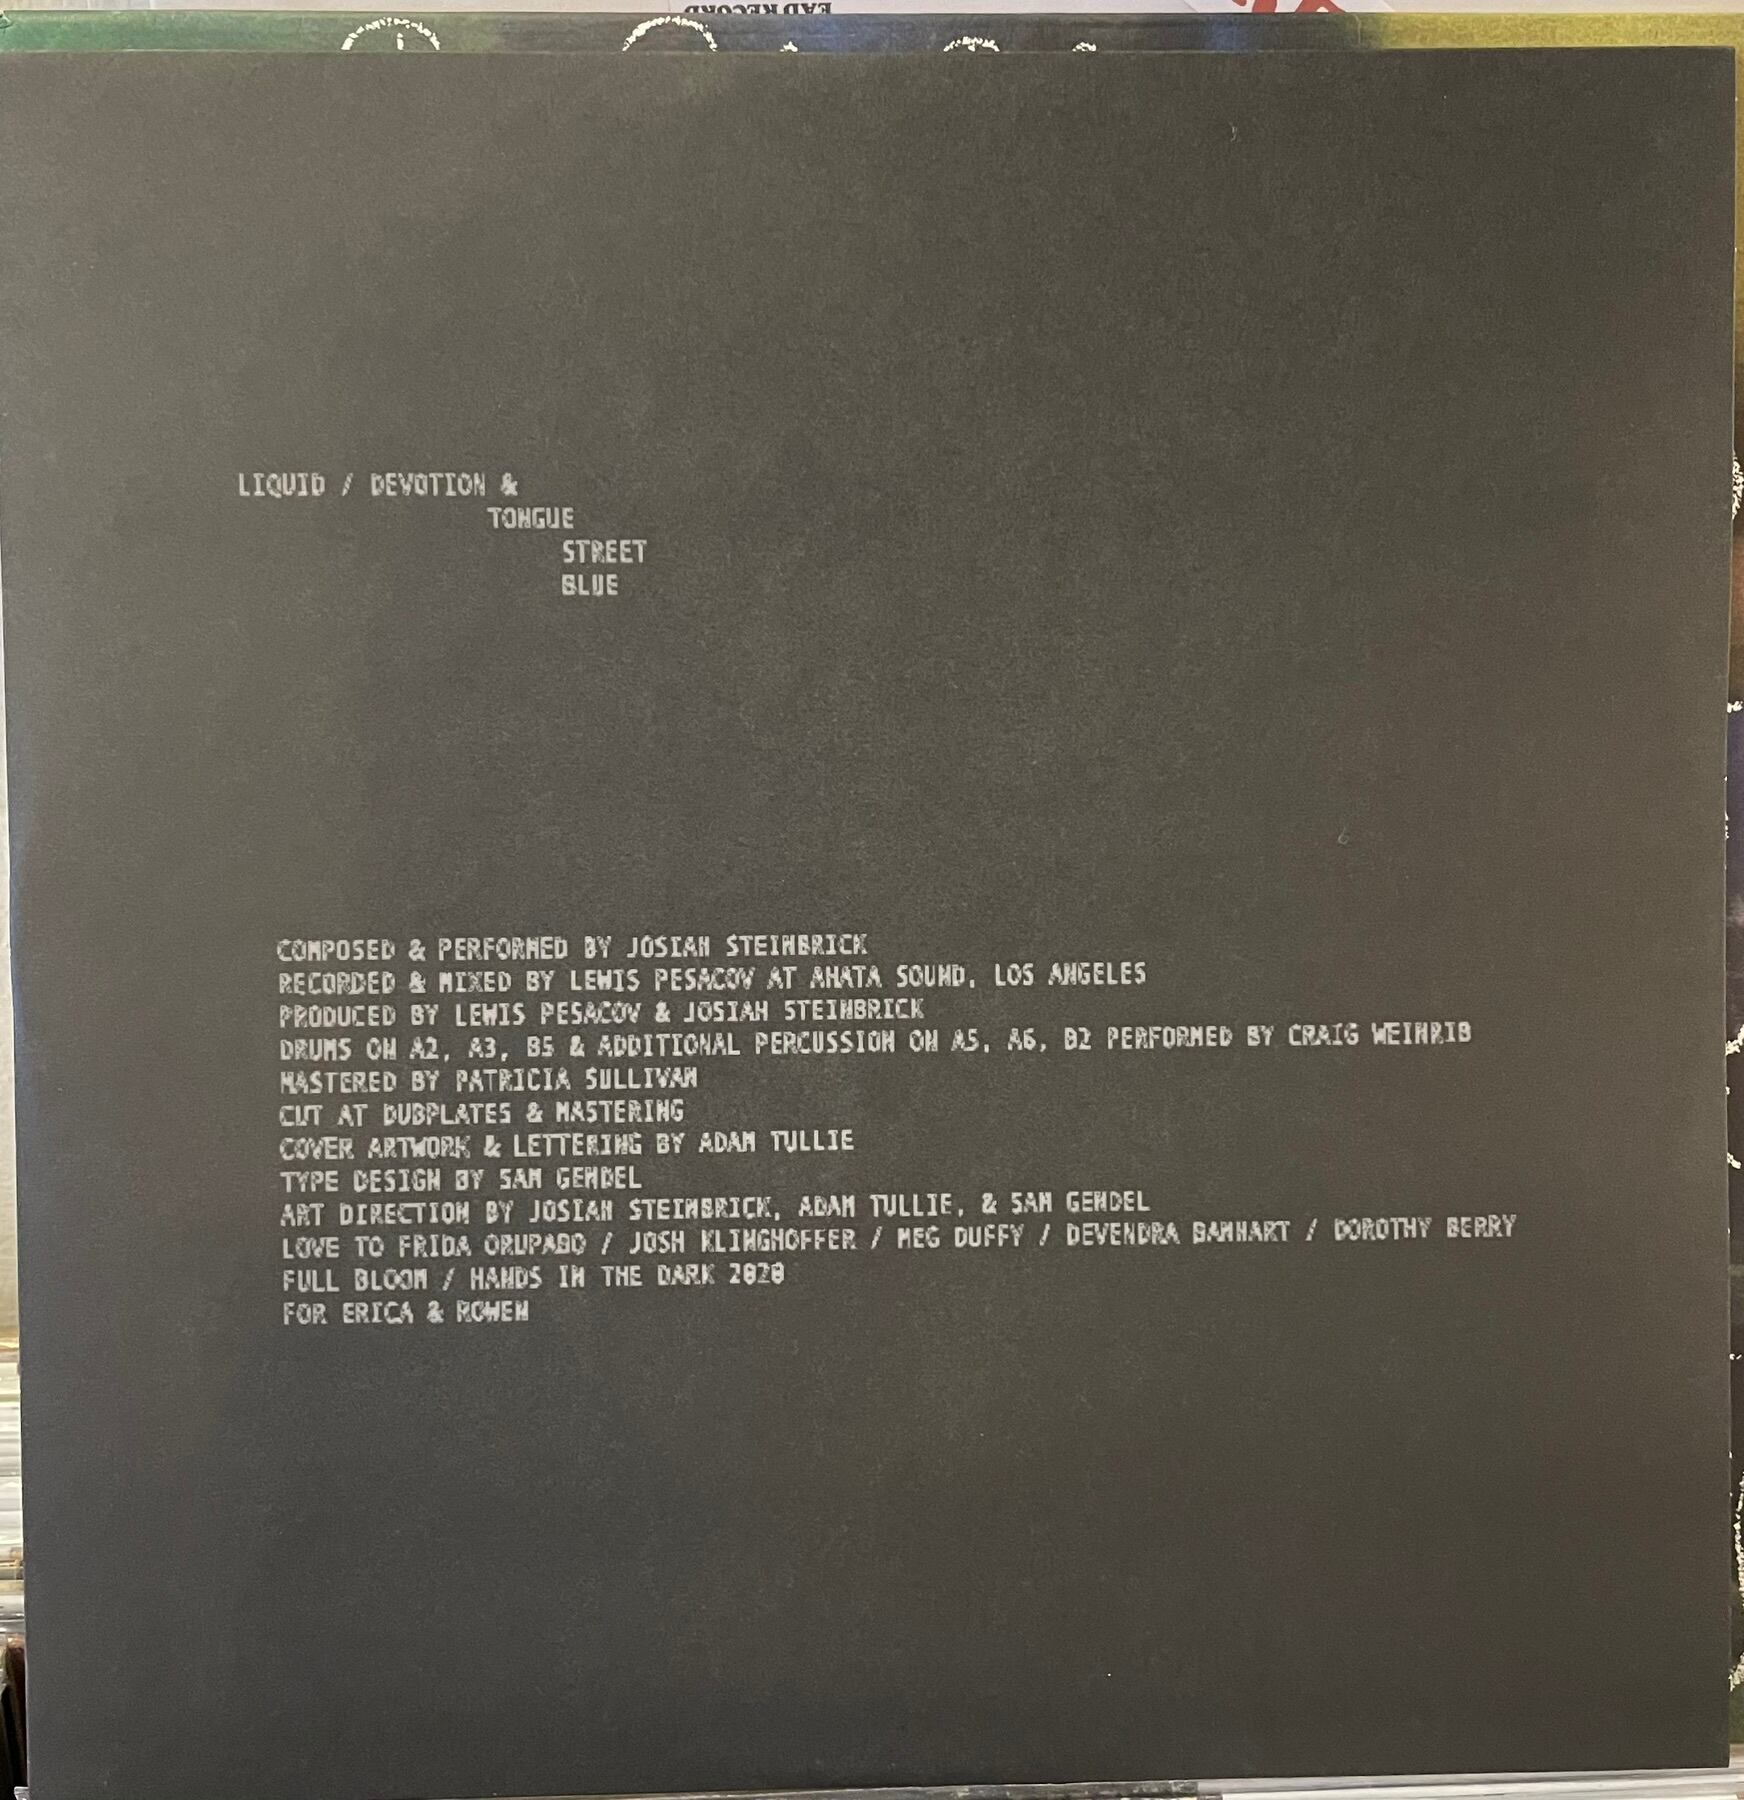 EAD RECORD
LIQUID / DEVOTION &
TONGUE
STREET
BLUE
COMPOSED & PERFORMED BY JOSIAH STEINBRICK
RECORDED & MIXED BY LEWIS PESACOV AT AHATA SOUND, LOS ANGELES
PRODUCED BY LEWIS PESACOV & JOSIAH STEINBRICK
DRUMS ON A2, A3, B5 & ADDITIONAL PERCUSSION ON A5, A6, B2 PERFORMED BY CRAIG WEINRIB
MASTERED BY PATRICIA SULLIVAN
CUT AT DUBPLATES & MASTERING
COVER ARTWORK & LETTERING BY ADAM TULLIE
TYPE DESIGN BY SAM GENDEL
ART DIRECTION BY JOSIAH STEINBRICK, ADAM TULLIE, & SAM GENDEL
LOVE TO FRIDA ORUPABO / JOSH KLINGHOFFER / MEG DUFFY / DEVENDRA BANHART / DOROTHY BERRY
FULL BLOOM / HANDS IN THE DARK 2020
FOR ERICA & ROWEN